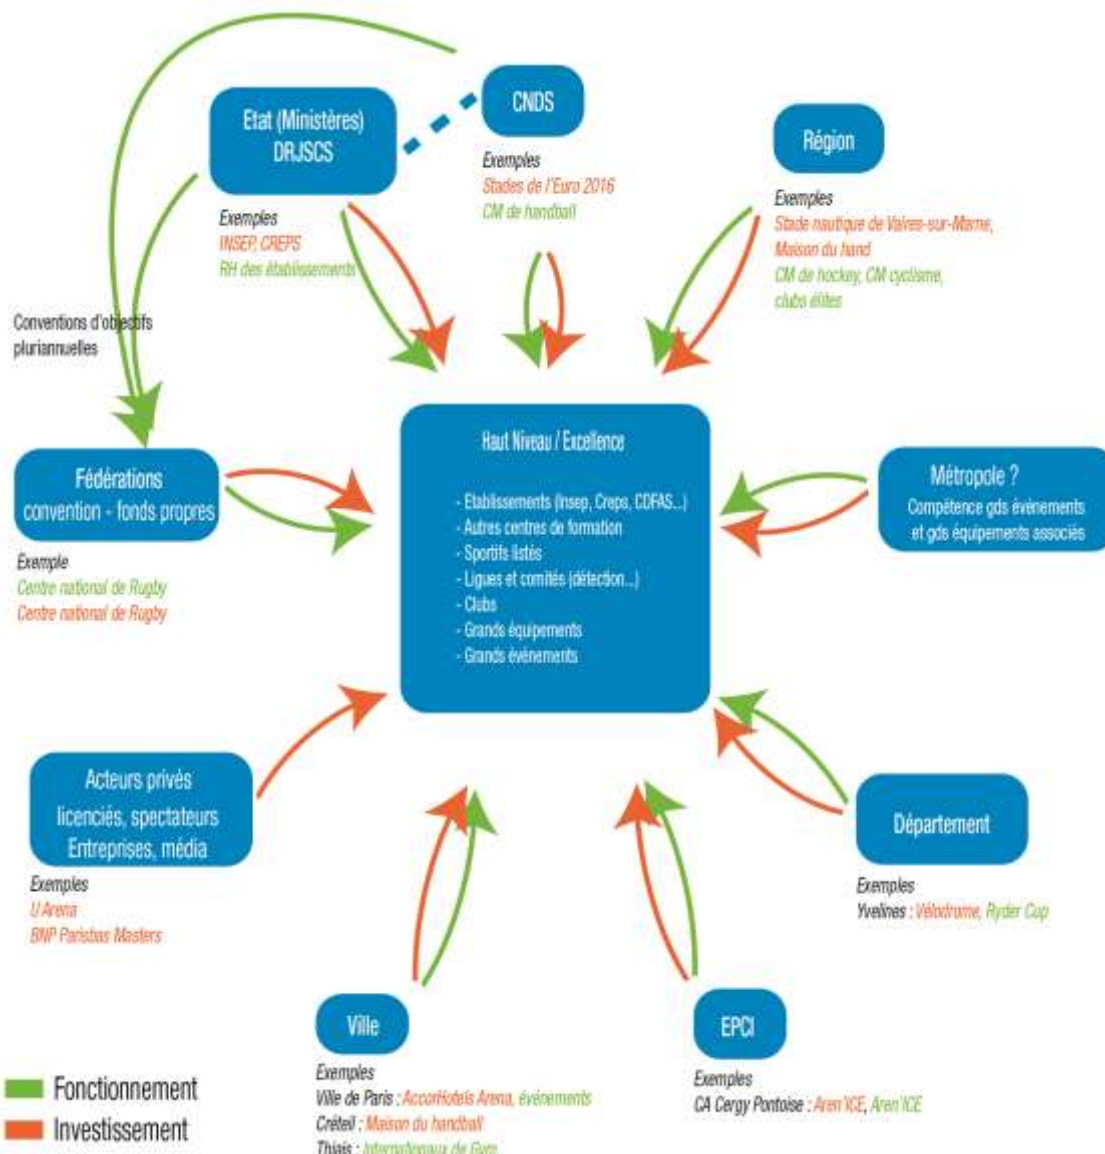 CNDS
Exemples
Stades de l'Euro 2016
CM de handball
Etat (Ministères)
DRJSCS
Exemples
INSEP, CREPS
RH des établissements
Région
Exemples
Stade nautique de Vaires-sur-Marne,
Maison du hand
CM de hockey, CM cyclisme,
clubs élites
Conventions d'objectifs
pluriannuelles
Fédérations
convention - fonds propres
Exemple
Centre national de Rugby
Centre national de Rugby
Haut Niveau / Excellence
- Etablissements (Insep, Creps, CDFAS...)
- Autres centres de formation
- Sportifs listés
- Ligues et comités (détection...)
- Clubs
- Grands équipements
- Grands événements
Métropole ?
Compétence gds événements
et gds équipements associés
Acteurs privés
licenciés, spectateurs
Entreprises, média
Exemples
U Arena
BNP Parisbas Masters
Département
Exemples
Yvelines : Vélodrome, Ryder Cup
Ville
Exemples
Ville de Paris : AccorHotels Arena, événements
Créteil : Maison du handball
Thiais : Internationaux de Gym
EPCI
Exemples
CA Cergy Pontoise : Aren'ICE, Aren'ICE
Fonctionnement
Investissement